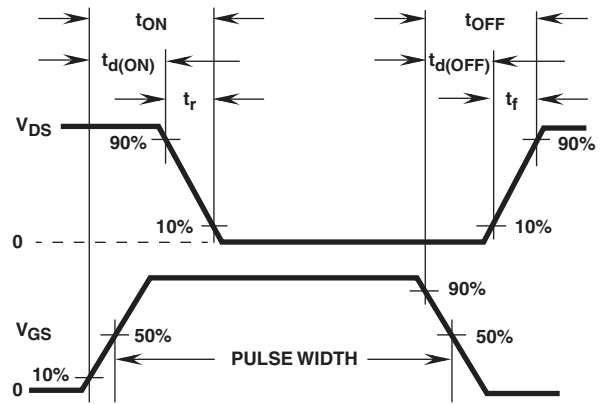 tON tOFF
td(ON) td(OFF)
tr tf
VDS
90% 90%
10% 10%
0
90%
VGS 50% 50%
PULSE WIDTH
10%
0